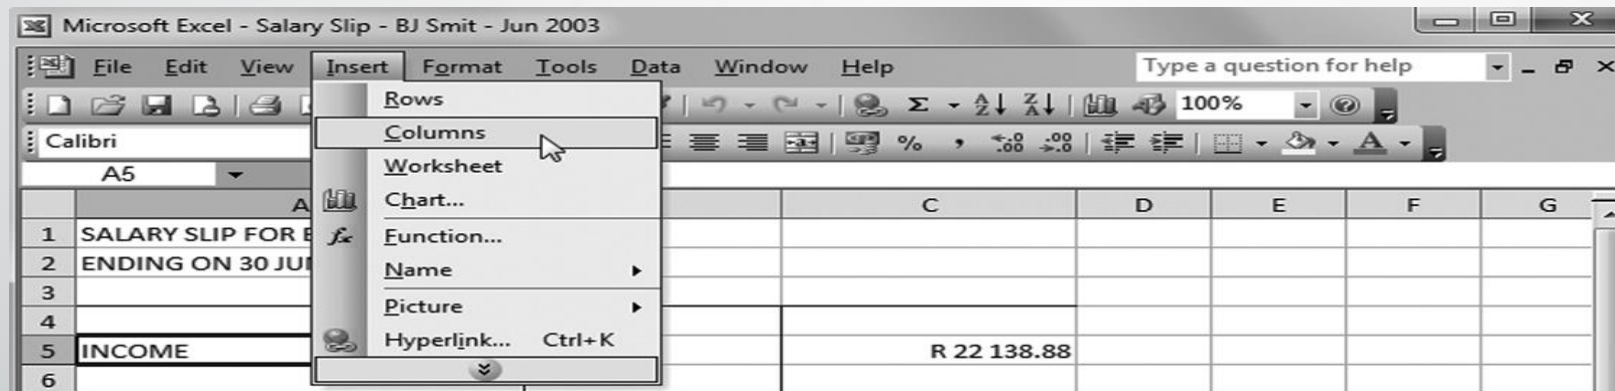 Microsoft Excel - Salary Slip - BJ Smit - Jun 2003
File Edit View Insert Format Tools Data Window Help Type a question for help
Rows
100%
Calibri
Columns
% ,
A5
Worksheet
Chart...
A C D E F G
1 SALARY SLIP FOR
fx Function...
2 ENDING ON 30
Name
3
Picture
4
Hyperlink... Ctrl+K
5 INCOME R 22 138.88
6